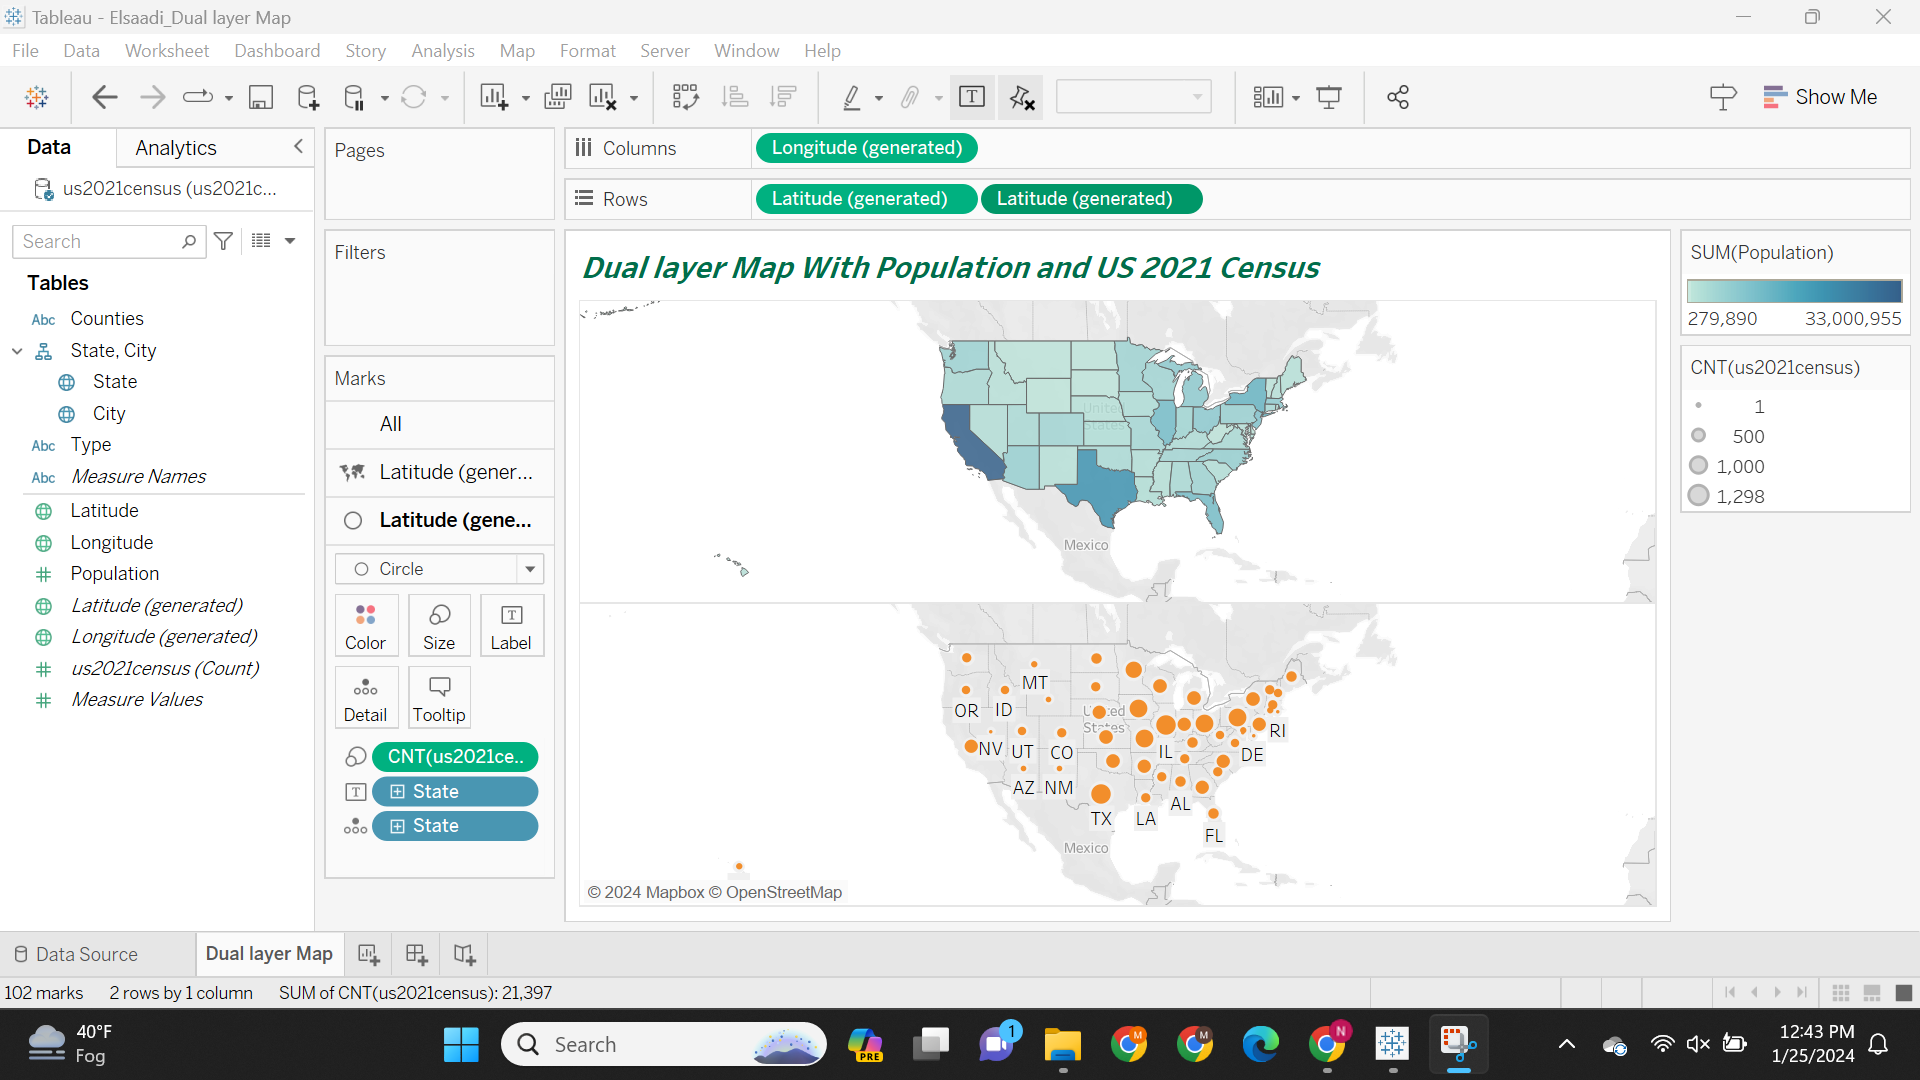 Tableau - Elsaadi_Dual layer Map
File Data Worksheet Dashboard Story Analysis Map Format Server Window Help
Show Me
Data
Analytics
us2021census (us2021c...
Search
Tables
Abc Counties
State, City
State
City
Abc Type
Abc Measure Names
Latitude
Longitude
Population
Latitude (generated)
Longitude (generated)
us2021census (Count)
Measure Values
Pages
Filters
Marks
All
Latitude (gener...
Latitude (gene...
Circle
Color
Size
Label
Detail
Tooltip
CNT(us2021ce..
State
State
Columns
Longitude (generated)
Rows
Latitude (generated)
Latitude (generated)
Dual layer Map With Population and US 2021 Census
United
States
Mexico
MT
OR
ID
United
States
NV
UT
CO
IL
RI
DE
AZ
NM
TX
LA
AL
FL
Mexico
© 2024 Mapbox © OpenStreetMap
SUM(Population)
279,890
33,000,955
CNT(us2021census)
1
500
1,000
1,298
Data Source
Dual layer Map
102 marks
2 rows by 1 column
SUM of CNT(us2021census): 21,397
40°F
Fog
Search
PRE
1
M
M
N
12:43 PM
1/25/2024